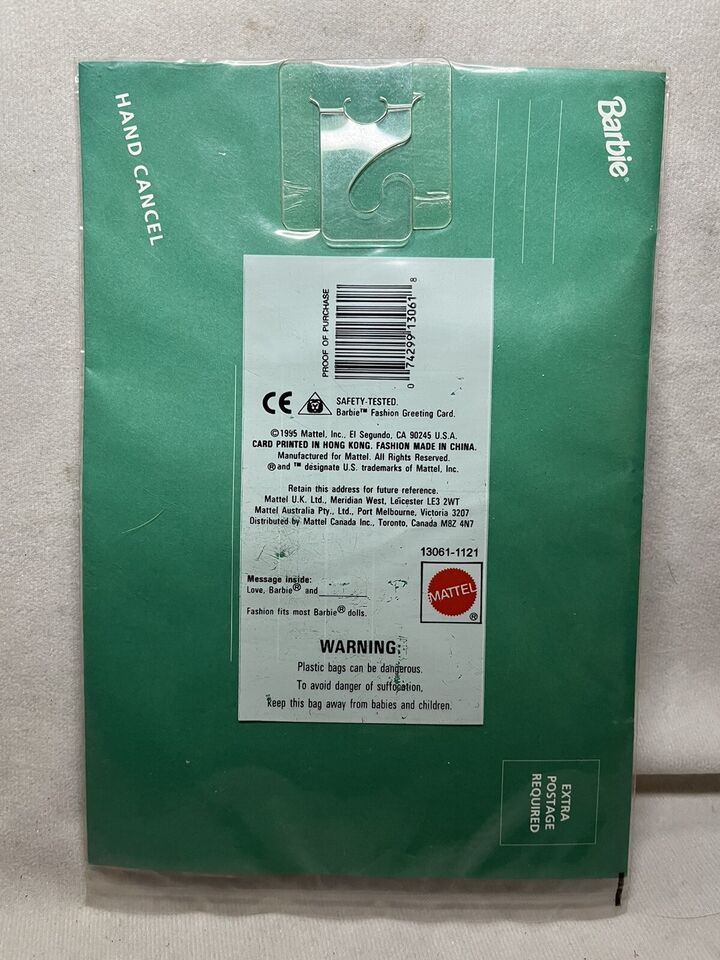 Barbie®
HAND CANCEL
PROOF OF PURCHASE
0 74299 13061 8
CE
SAFETY-TESTED.
Barbie™ Fashion Greeting Card.
©1995 Mattel, Inc., El Segundo, CA 90245 U.S.A.
CARD PRINTED IN HONG KONG. FASHION MADE IN CHINA.
Manufactured for Mattel. All Rights Reserved.
® and ™ designate U.S. trademarks of Mattel, Inc.
Retain this address for future reference.
Mattel U.K. Ltd., Meridian West, Leicester LE3 2WT
Mattel Australia Pty., Ltd., Port Melbourne, Victoria 3207
Distributed by Mattel Canada Inc., Toronto, Canada M8Z 4N7
13061-1121
Message inside:
Love, Barbie® and________
Fashion fits most Barbie® dolls.
MATTEL
®
WARNING:
Plastic bags can be dangerous.
To avoid danger of suffocation,
Keep this bag away from babies and children.
EXTRA
POSTAGE
REQUIRED